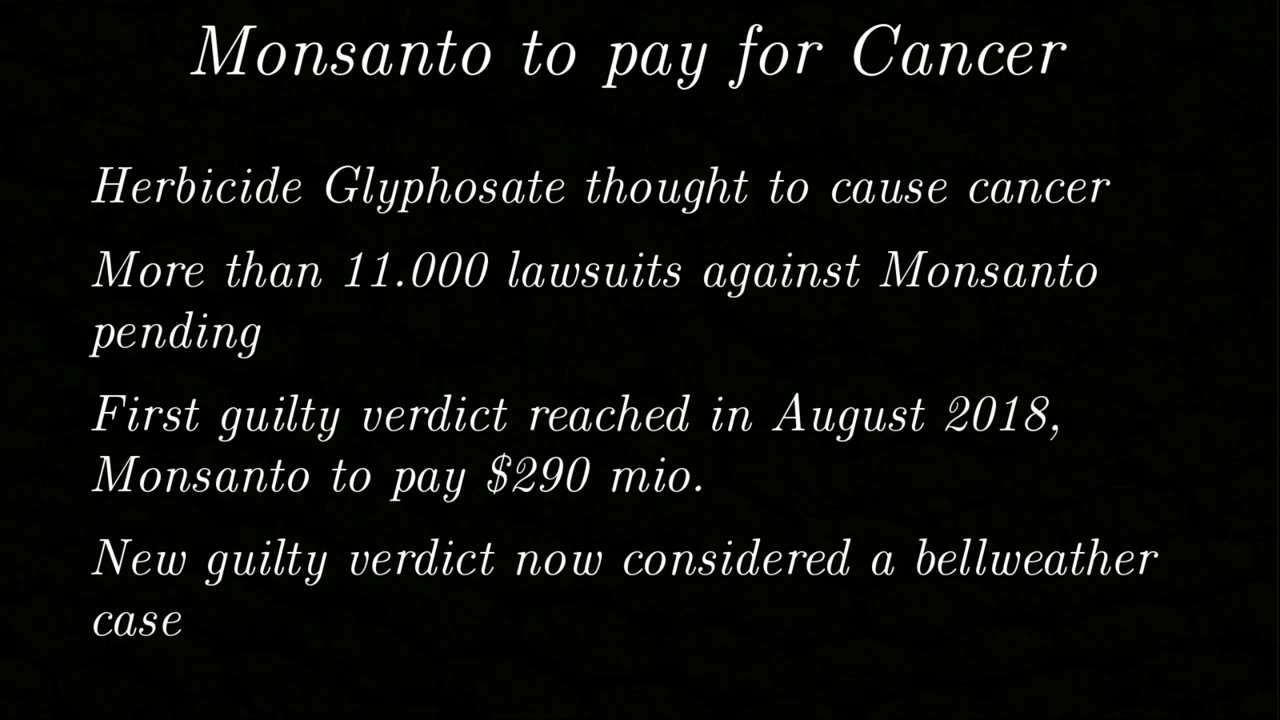 Monsanto to pay for Cancer
Herbicide Glyphosate thought to cause cancer
More than 11.000 lawsuits against Monsanto
pending
First guilty verdict reached in August 2018,
Monsanto to pay $290 mio.
New guilty verdict now considered a bellweather
case